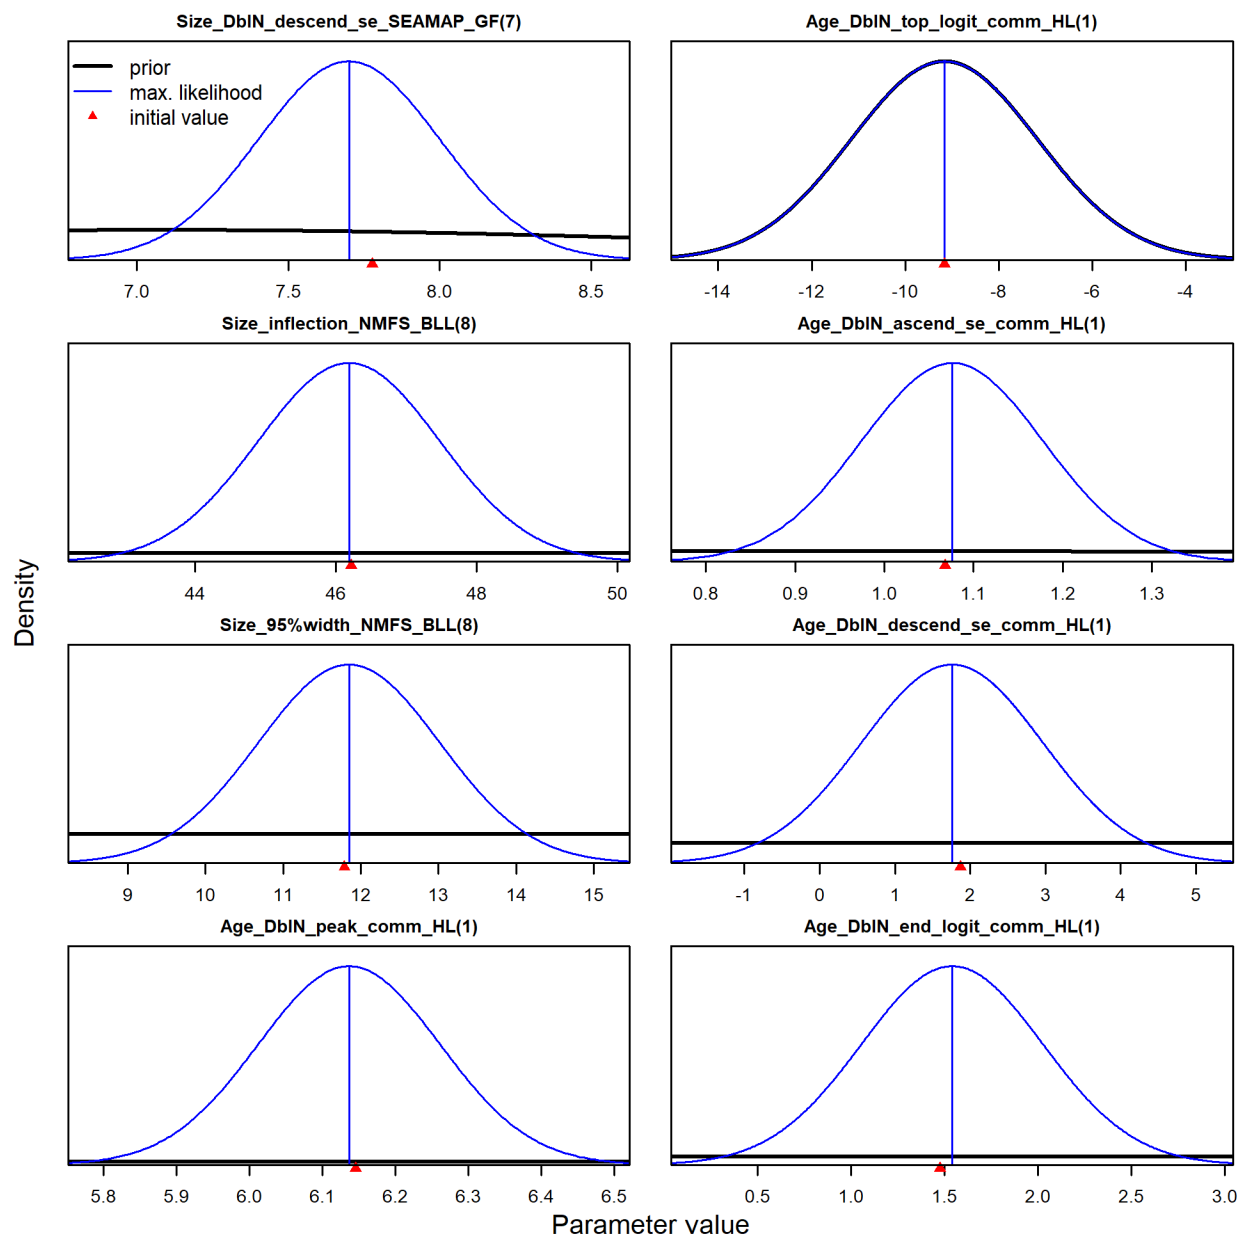 Size_DblN_descend_se_SEAMAP_GF(7)
prior
max. likelihood
initial value
7.0 7.5 8.0 8.5
Age_DblN_top_logit_comm_HL(1)
-14 -12 -10 -8 -6 -4
Size_inflection_NMFS_BLL(8)
44 46 48 50
Age_DblN_ascend_se_comm_HL(1)
0.8 0.9 1.0 1.1 1.2 1.3
Size_95%width_NMFS_BLL(8)
9 10 11 12 13 14 15
Age_DblN_descend_se_comm_HL(1)
-1 0 1 2 3 4 5
Age_DblN_peak_comm_HL(1)
5.8 5.9 6.0 6.1 6.2 6.3 6.4 6.5
Age_DblN_end_logit_comm_HL(1)
0.5 1.0 1.5 2.0 2.5 3.0
Density
Parameter value